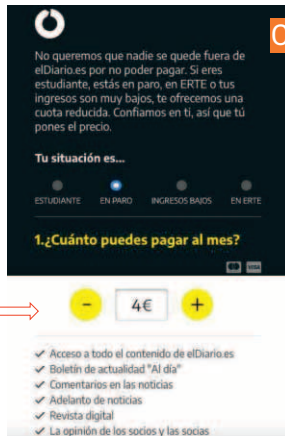 No queremos que nadie se quede fuera de
elDiario.es por no poder pagar. Si eres
estudiante, estás en paro, en ERTE o tus
ingresos son muy bajos, te ofrecemos una
cuota reducida. Confiamos en ti, así que tú
pones el precio.
Tu situación es...
ESTUDIANTE EN PARO INGRESOS BAJOS EN ERTE
1.¿Cuánto puedes pagar al mes?
VISA
- 4€ +
✓ Acceso a todo el contenido de elDiario.es
✓ Boletín de actualidad "Al día"
✓ Comentarios en las noticias
✓ Adelanto de noticias
✓ Revista digital
✓ La opinión de los socios y las socias